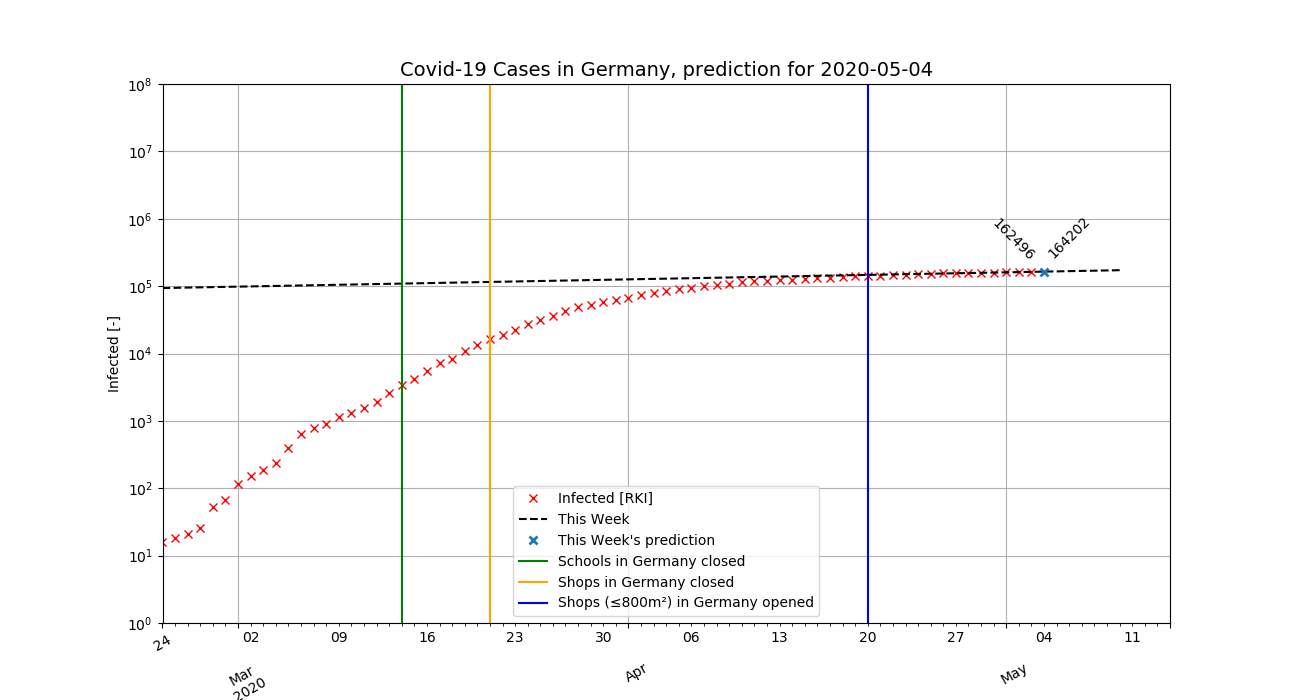 Covid-19 Cases in Germany, prediction for 2020-05-04
Infected [-]
10⁸
10⁷
10⁶
10⁵
10⁴
10³
10²
10¹
10⁰
162496
164202
Infected [RKI]
This Week
This Week's prediction
Schools in Germany closed
Shops in Germany closed
Shops (≤800m²) in Germany opened
24 02 09 16 23 30 06 13 20 27 04 11
Mar Apr May
2020